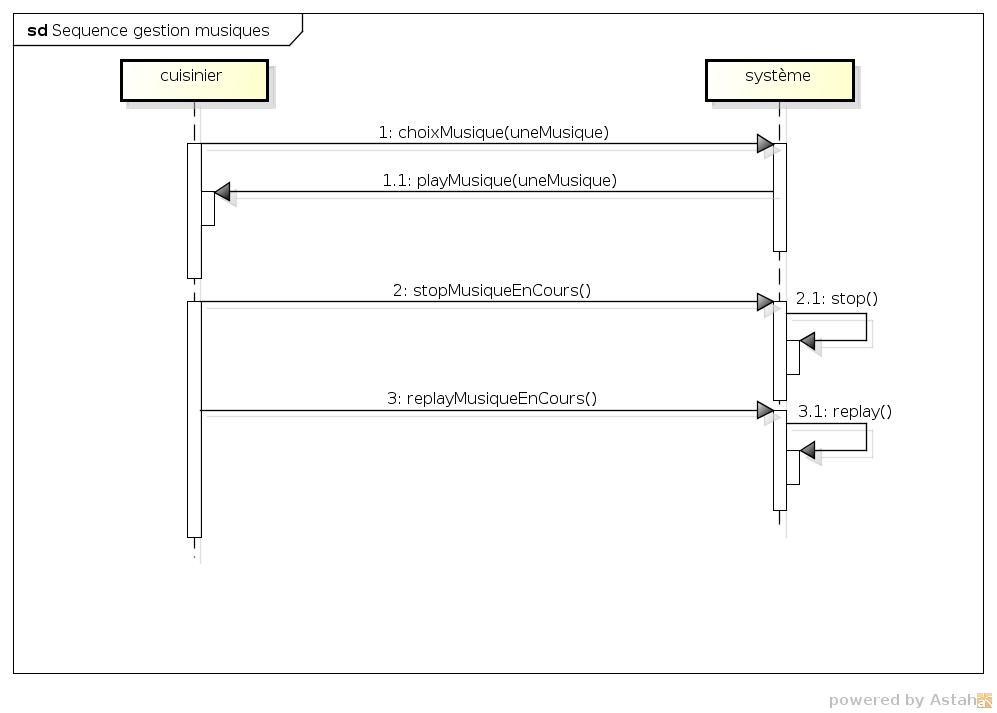 sd Sequence gestion musiques
cuisinier
système
1: choixMusique(uneMusique)
1.1: playMusique(uneMusique)
2: stopMusiqueEnCours()
2.1: stop()
3: replayMusiqueEnCours()
3.1: replay()
powered by Astah